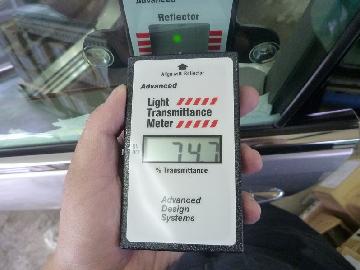 Advanced
Reflector
Align with Reflector
Advanced
Light
Transmittance
Meter
74.7
% Transmittance
Advanced
Design
Systems